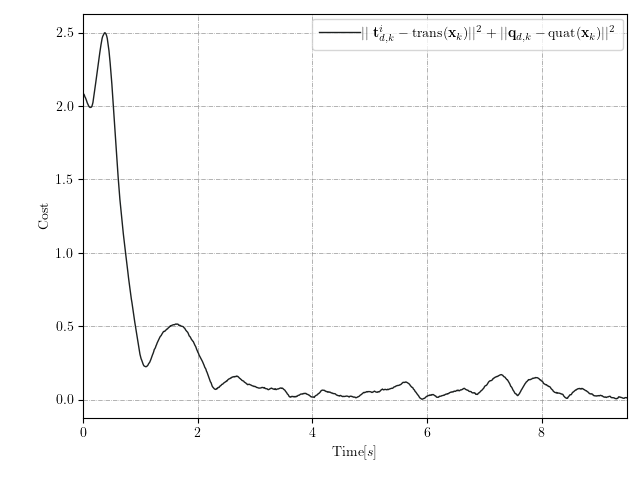 || t^i_{d,k} − trans(x_k)||^2 + ||q_{d,k} − quat(x_k)||^2
2.5
2.0
1.5
1.0
0.5
0.0
Cost
0 2 4 6 8
Time[s]